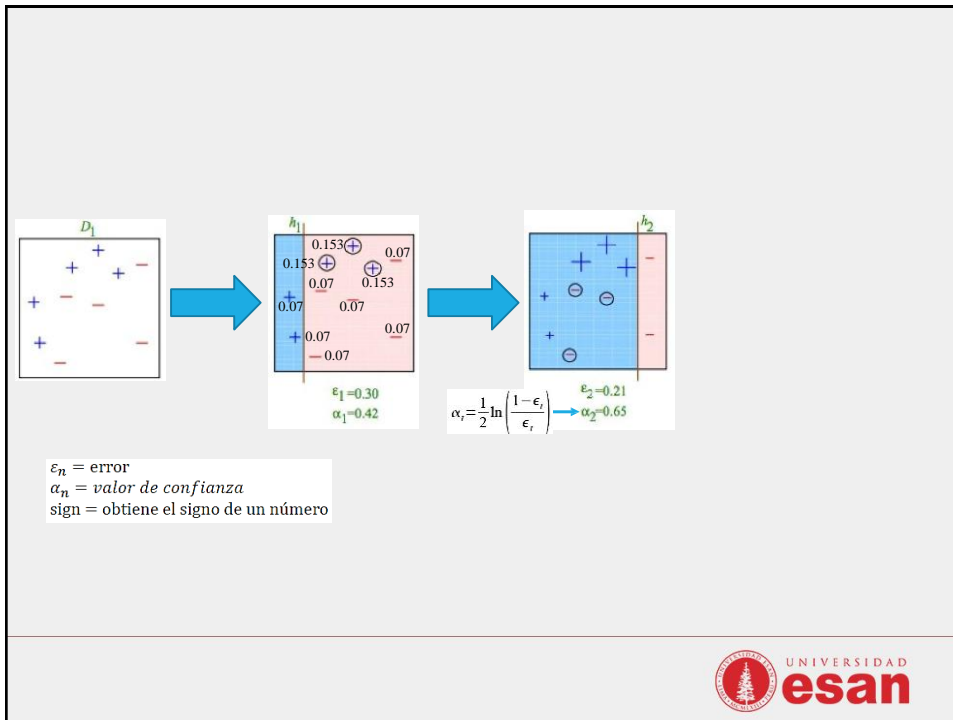 D₁
h₁
0.153
0.07
0.153
0.07
0.153
0.07
0.07
0.07
0.07
0.07
ε₁=0.30
α₁=0.42
h₂
ε₂=0.21
α₂=0.65
αₜ=1/2 ln(1−ϵₜ/ϵₜ)
εₙ = error
αₙ = valor de confianza
sign = obtiene el signo de un número
UNIVERSIDAD
esan